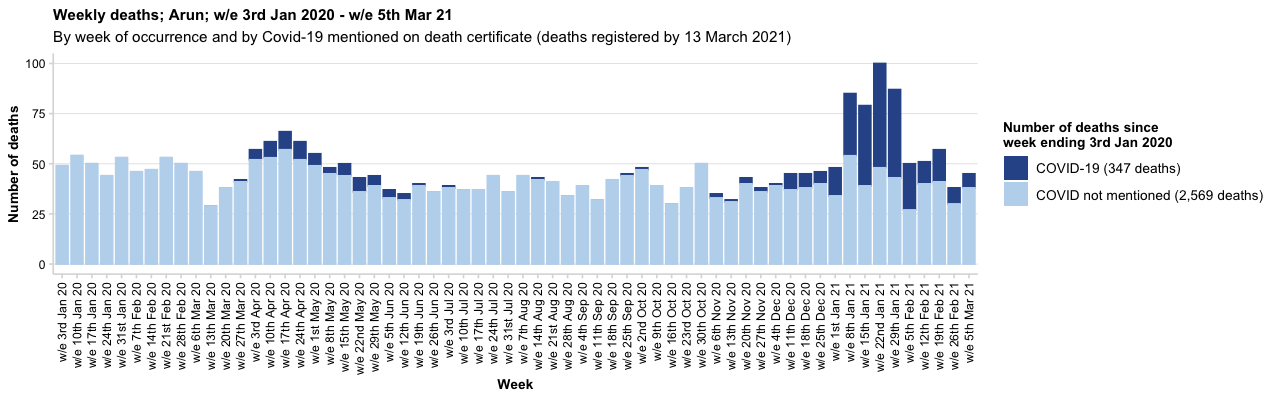 Weekly deaths; Arun; w/e 3rd Jan 2020 - w/e 5th Mar 21
By week of occurrence and by Covid-19 mentioned on death certificate (deaths registered by 13 March 2021)
Number of deaths
100
75
50
25
0
w/e 3rd Jan 20
w/e 10th Jan 20
w/e 17th Jan 20
w/e 24th Jan 20
w/e 31st Jan 20
w/e 7th Feb 20
w/e 14th Feb 20
w/e 21st Feb 20
w/e 28th Feb 20
w/e 6th Mar 20
w/e 13th Mar 20
w/e 20th Mar 20
w/e 27th Mar 20
w/e 3rd Apr 20
w/e 10th Apr 20
w/e 17th Apr 20
w/e 24th Apr 20
w/e 1st May 20
w/e 8th May 20
w/e 15th May 20
w/e 22nd May 20
w/e 29th May 20
w/e 5th Jun 20
w/e 12th Jun 20
w/e 19th Jun 20
w/e 26th Jun 20
w/e 3rd Jul 20
w/e 10th Jul 20
w/e 17th Jul 20
w/e 24th Jul 20
w/e 31st Jul 20
w/e 7th Aug 20
w/e 14th Aug 20
w/e 21st Aug 20
w/e 28th Aug 20
w/e 4th Sep 20
w/e 11th Sep 20
w/e 18th Sep 20
w/e 25th Sep 20
w/e 2nd Oct 20
w/e 9th Oct 20
w/e 16th Oct 20
w/e 23rd Oct 20
w/e 30th Oct 20
w/e 6th Nov 20
w/e 13th Nov 20
w/e 20th Nov 20
w/e 27th Nov 20
w/e 4th Dec 20
w/e 11th Dec 20
w/e 18th Dec 20
w/e 25th Dec 20
w/e 1st Jan 21
w/e 8th Jan 21
w/e 15th Jan 21
w/e 22nd Jan 21
w/e 29th Jan 21
w/e 5th Feb 21
w/e 12th Feb 21
w/e 19th Feb 21
w/e 26th Feb 21
w/e 5th Mar 21
Week
Number of deaths since
week ending 3rd Jan 2020
COVID-19 (347 deaths)
COVID not mentioned (2,569 deaths)